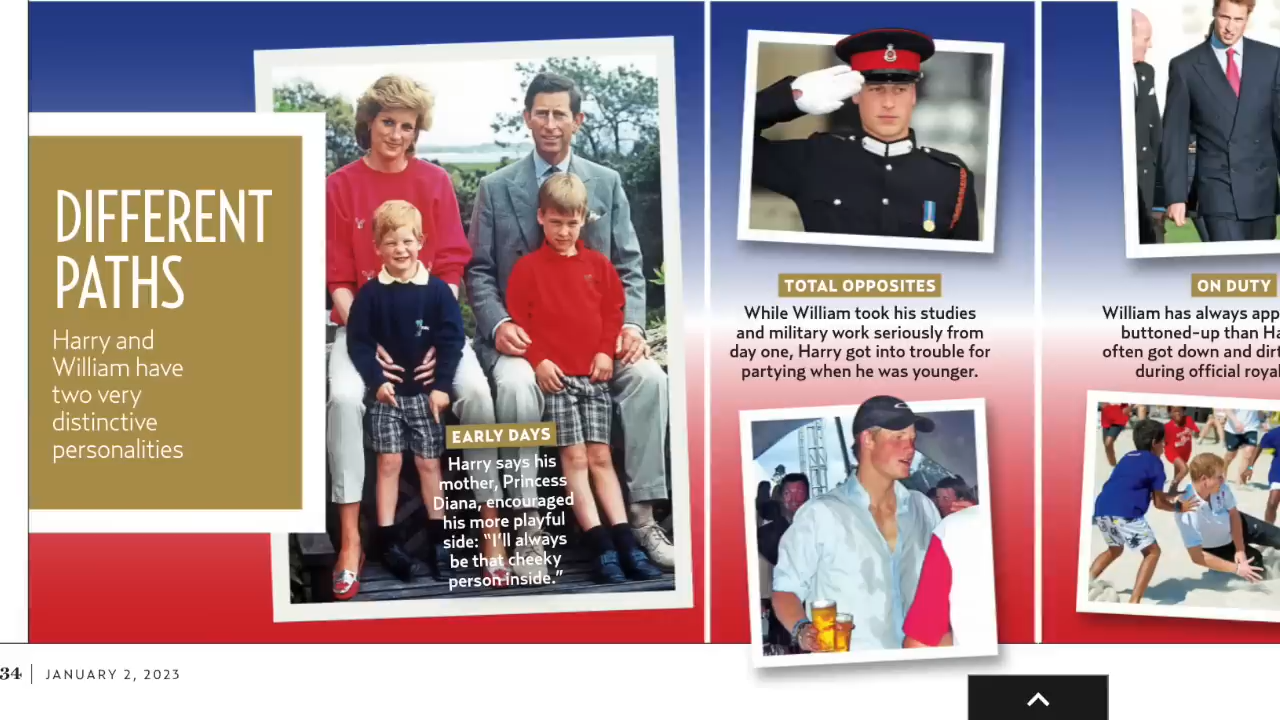 DIFFERENT
PATHS
Harry and
William have
two very
distinctive
personalities
EARLY DAYS
Harry says his
mother, Princess
Diana, encouraged
his more playful
side: “I’ll always
be that cheeky
person inside.”
TOTAL OPPOSITES
While William took his studies
and military work seriously from
day one, Harry got into trouble for
partying when he was younger.
ON DUTY
William has always app
buttoned-up than Ha
often got down and dirt
during official royal
34 | JANUARY 2, 2023